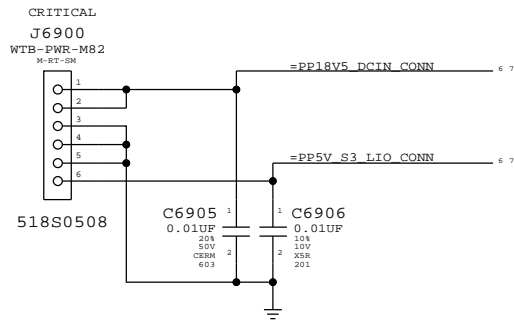 CRITICAL
J6900
WTB-PWR-M82
M-RT-SM
1
2
3
4
5
6
518S0508
=PP18V5_DCIN_CONN
6 7
=PP5V_S3_LIO_CONN
6 7
C6905
0.01UF
20%
50V
CERM
603
1
2
C6906
0.01UF
10%
10V
X5R
201
1
2